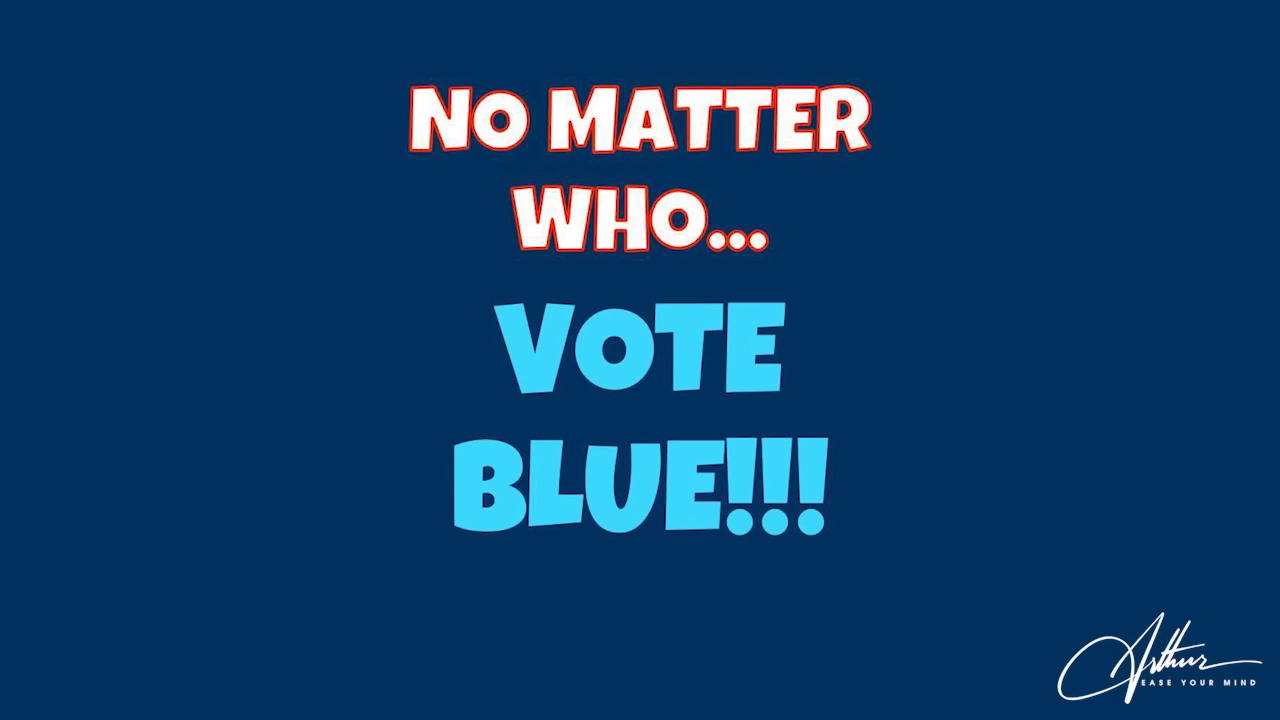 NO MATTER
WHO...
VOTE
BLUE!!!
Arthur
EASE YOUR MIND